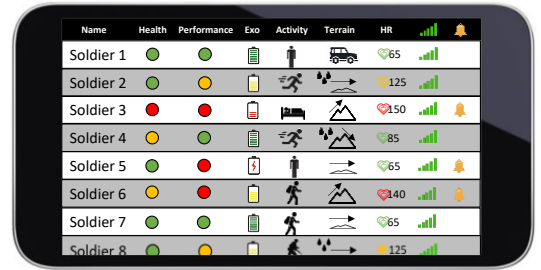 Name Health Performance Exo Activity Terrain HR
Soldier 1 65
Soldier 2 125
Soldier 3 150
Soldier 4 85
Soldier 5 65
Soldier 6 140
Soldier 7 65
Soldier 8 125